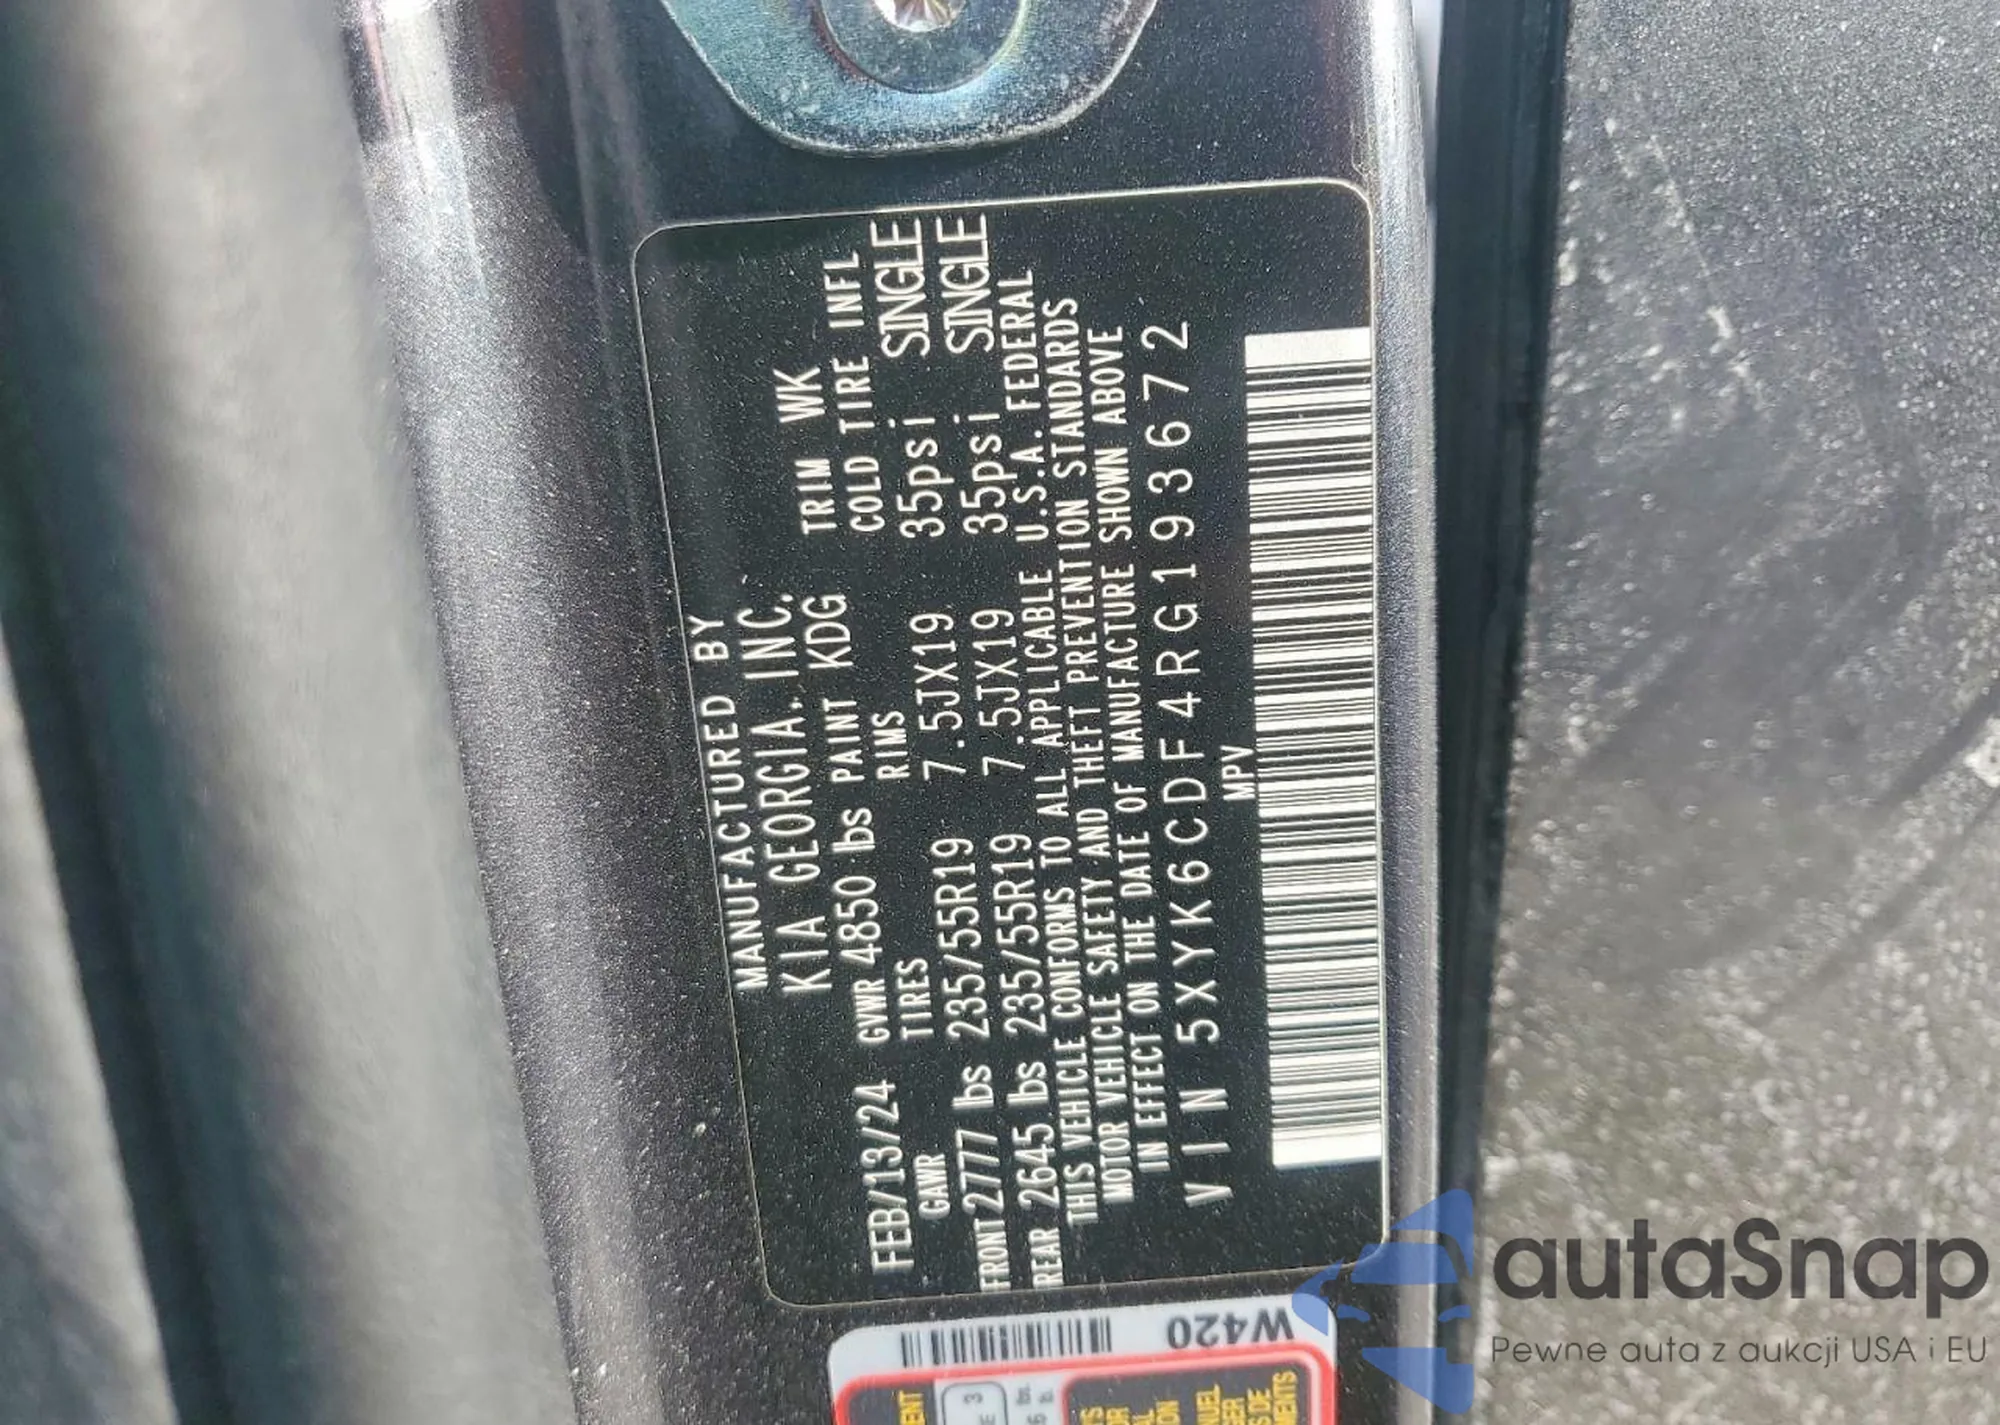 MANUFACTURED BY
KIA GEORGIA. INC.
FEB/13/24 GVWR 4850 lbs PAINT KDG TRIM WK
GAWR TIRES RIMS COLD TIRE INFL
FRONT 2777 lbs 235/55R19 7.5JX19 35psi SINGLE
REAR 2645 lbs 235/55R19 7.5JX19 35psi SINGLE
THIS VEHICLE CONFORMS TO ALL APPLICABLE U.S.A. FEDERAL
MOTOR VEHICLE SAFETY AND THEFT PREVENTION STANDARDS
IN EFFECT ON THE DATE OF MANUFACTURE SHOWN ABOVE
VIN 5XYK6CDF4RG193672
MPV
W420
autaSnap
Pewne auta z aukcji USA i EU